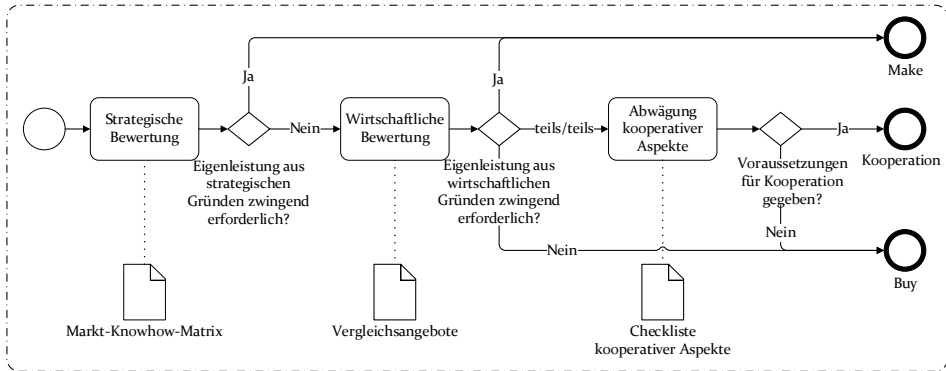 Make
Ja
Ja
Strategische
Bewertung
Nein
Wirtschaftliche
Bewertung
teils/teils
Abwägung
kooperativer
Aspekte
Ja
Kooperation
Eigenleistung aus
strategischen
Gründen zwingend
erforderlich?
Eigenleistung aus
wirtschaftlichen
Gründen zwingend
erforderlich?
Voraussetzungen
für Kooperation
gegeben?
Nein
Nein
Buy
Markt-Knowhow-Matrix
Vergleichsangebote
Checkliste
kooperativer Aspekte